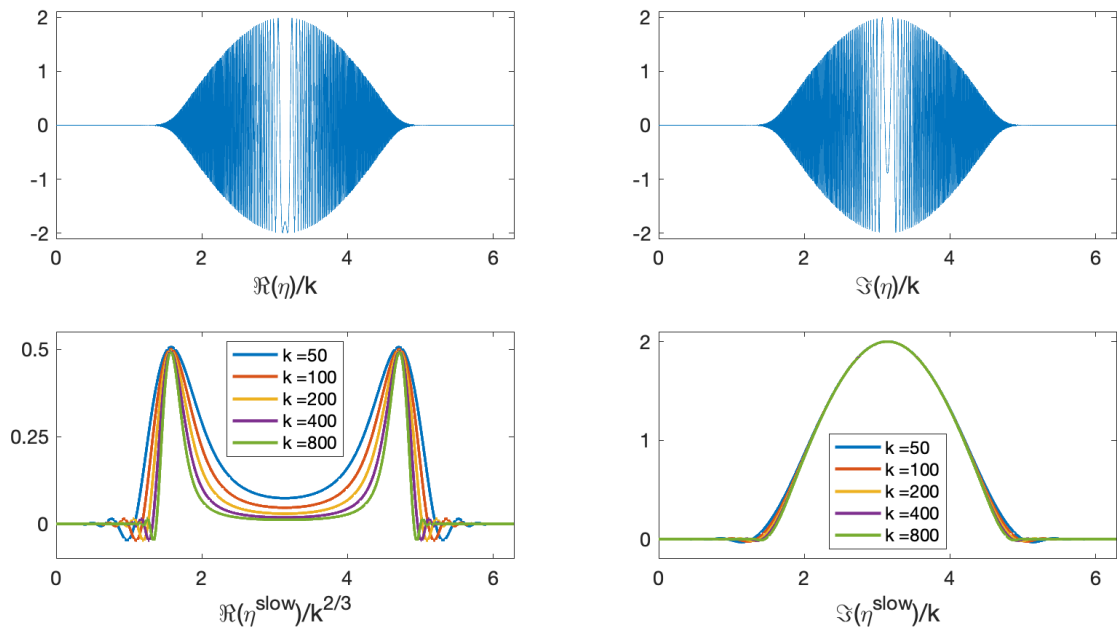 2
1
0
-1
-2
0
2
4
6
ℜ(η)/k
2
1
0
-1
-2
0
2
4
6
ℑ(η)/k
0.5
0.25
0
0
2
4
6
k =50
k =100
k =200
k =400
k =800
ℜ(η^slow)/k^2/3
2
1
0
0
2
4
6
k =50
k =100
k =200
k =400
k =800
ℑ(η^slow)/k